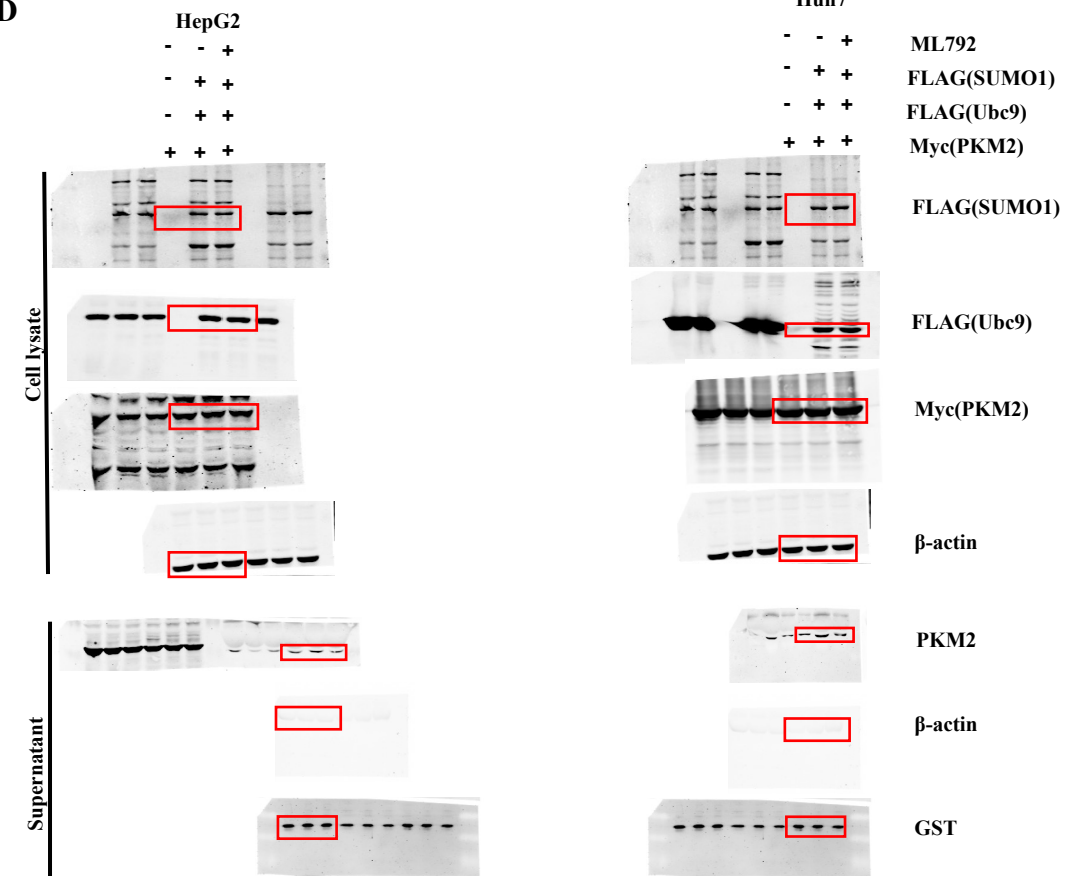 D
HepG2
Huh7
- - + - - + ML792
- + + - + + FLAG(SUMO1)
- + + - + + FLAG(Ubc9)
+ + + + + + Myc(PKM2)
Cell lysate
FLAG(SUMO1)
FLAG(Ubc9)
Myc(PKM2)
β-actin
Supernatant
PKM2
β-actin
GST